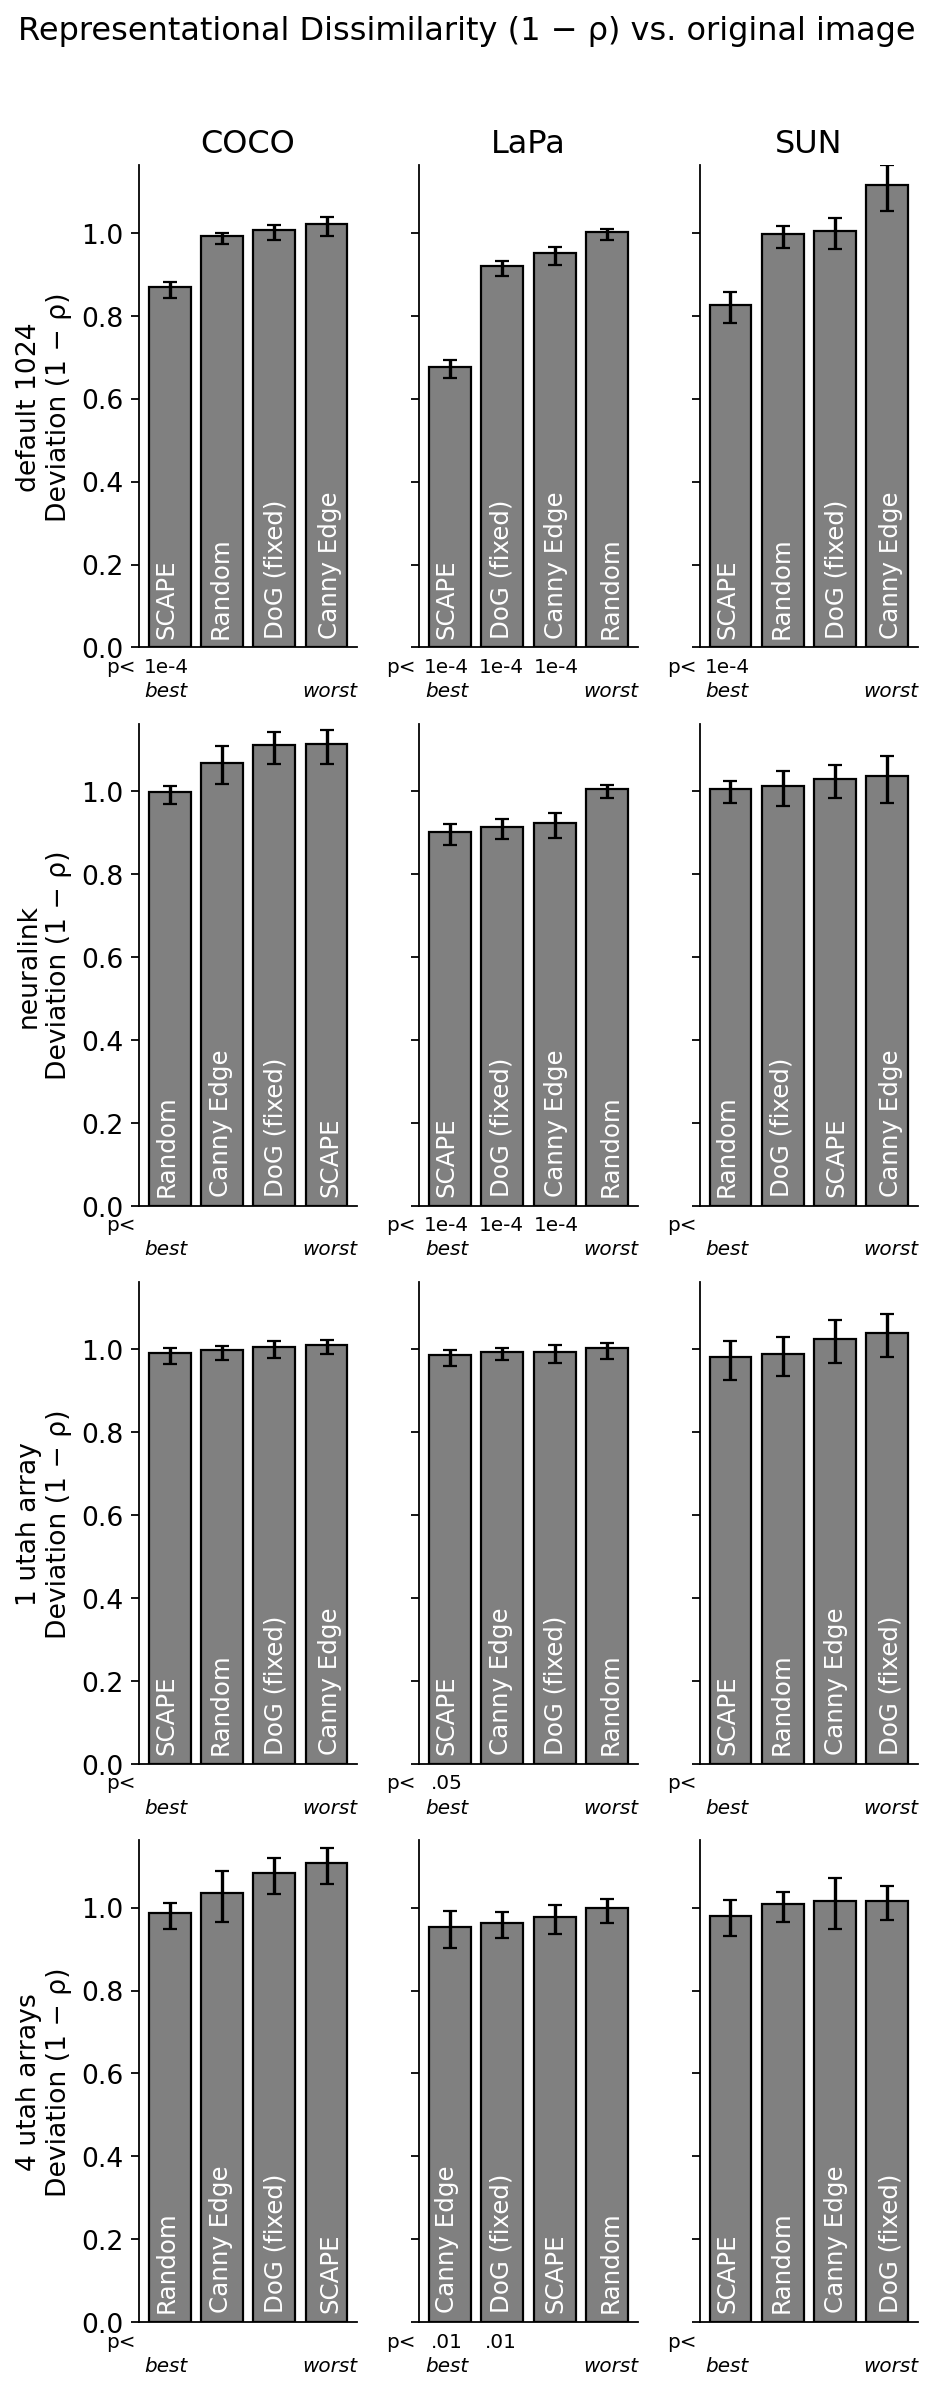 Representational Dissimilarity (1 − ρ) vs. original image
COCO
LaPa
SUN
default 1024
Deviation (1 − ρ)
1.0
0.8
0.6
0.4
0.2
0.0
SCAPE
Random
DoG (fixed)
Canny Edge
p< 1e-4
best worst
SCAPE
DoG (fixed)
Canny Edge
Random
p< 1e-4 1e-4 1e-4
best worst
SCAPE
Random
DoG (fixed)
Canny Edge
p< 1e-4
best worst
neuralink
Deviation (1 − ρ)
1.0
0.8
0.6
0.4
0.2
0.0
Random
Canny Edge
DoG (fixed)
SCAPE
p<
best worst
SCAPE
DoG (fixed)
Canny Edge
Random
p< 1e-4 1e-4 1e-4
best worst
Random
DoG (fixed)
SCAPE
Canny Edge
p<
best worst
1 utah array
Deviation (1 − ρ)
1.0
0.8
0.6
0.4
0.2
0.0
SCAPE
Random
DoG (fixed)
Canny Edge
p<
best worst
SCAPE
Canny Edge
DoG (fixed)
Random
p< .05
best worst
SCAPE
Random
Canny Edge
DoG (fixed)
p<
best worst
4 utah arrays
Deviation (1 − ρ)
1.0
0.8
0.6
0.4
0.2
0.0
Random
Canny Edge
DoG (fixed)
SCAPE
p<
best worst
Canny Edge
DoG (fixed)
SCAPE
Random
p< .01 .01
best worst
SCAPE
Random
Canny Edge
DoG (fixed)
p<
best worst